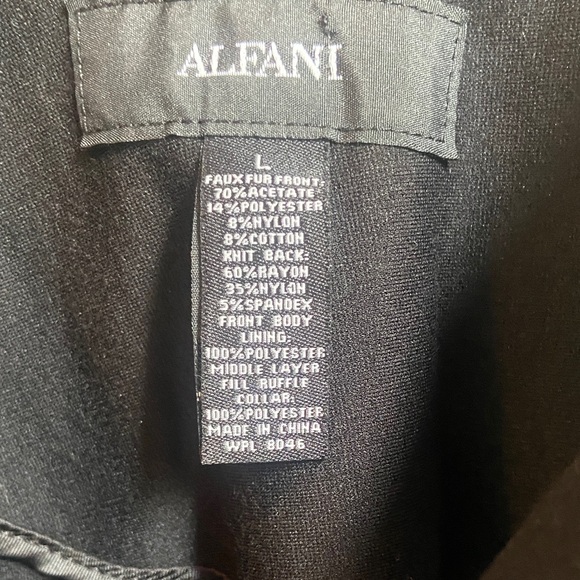 ALFANI
L
FAUX FUR FRONT:
70%ACETATE
14%POLYESTER
8%NYLON
8%COTTON
KNIT BACK:
60%RAYON
35%NYLON
5%SPANDEX
FRONT BODY
LINING:
100%POLYESTER
MIDDLE LAYER
FILL RUFFLE
COLLAR:
100%POLYESTER
MADE IN CHINA
WPL 8046